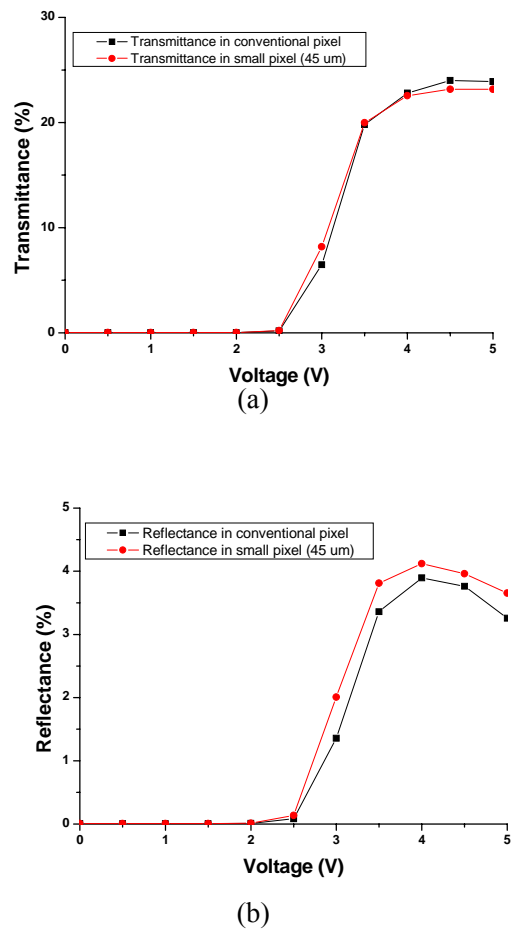 30
Transmittance in conventional pixel
Transmittance in small pixel (45 um)
20
Transmittance (%)
10
0
0 1 2 3 4 5
Voltage (V)
(a)
5
Reflectance in conventional pixel
Reflectance in small pixel (45 um)
4
3
Reflectance (%)
2
1
0
0 1 2 3 4 5
Voltage (V)
(b)